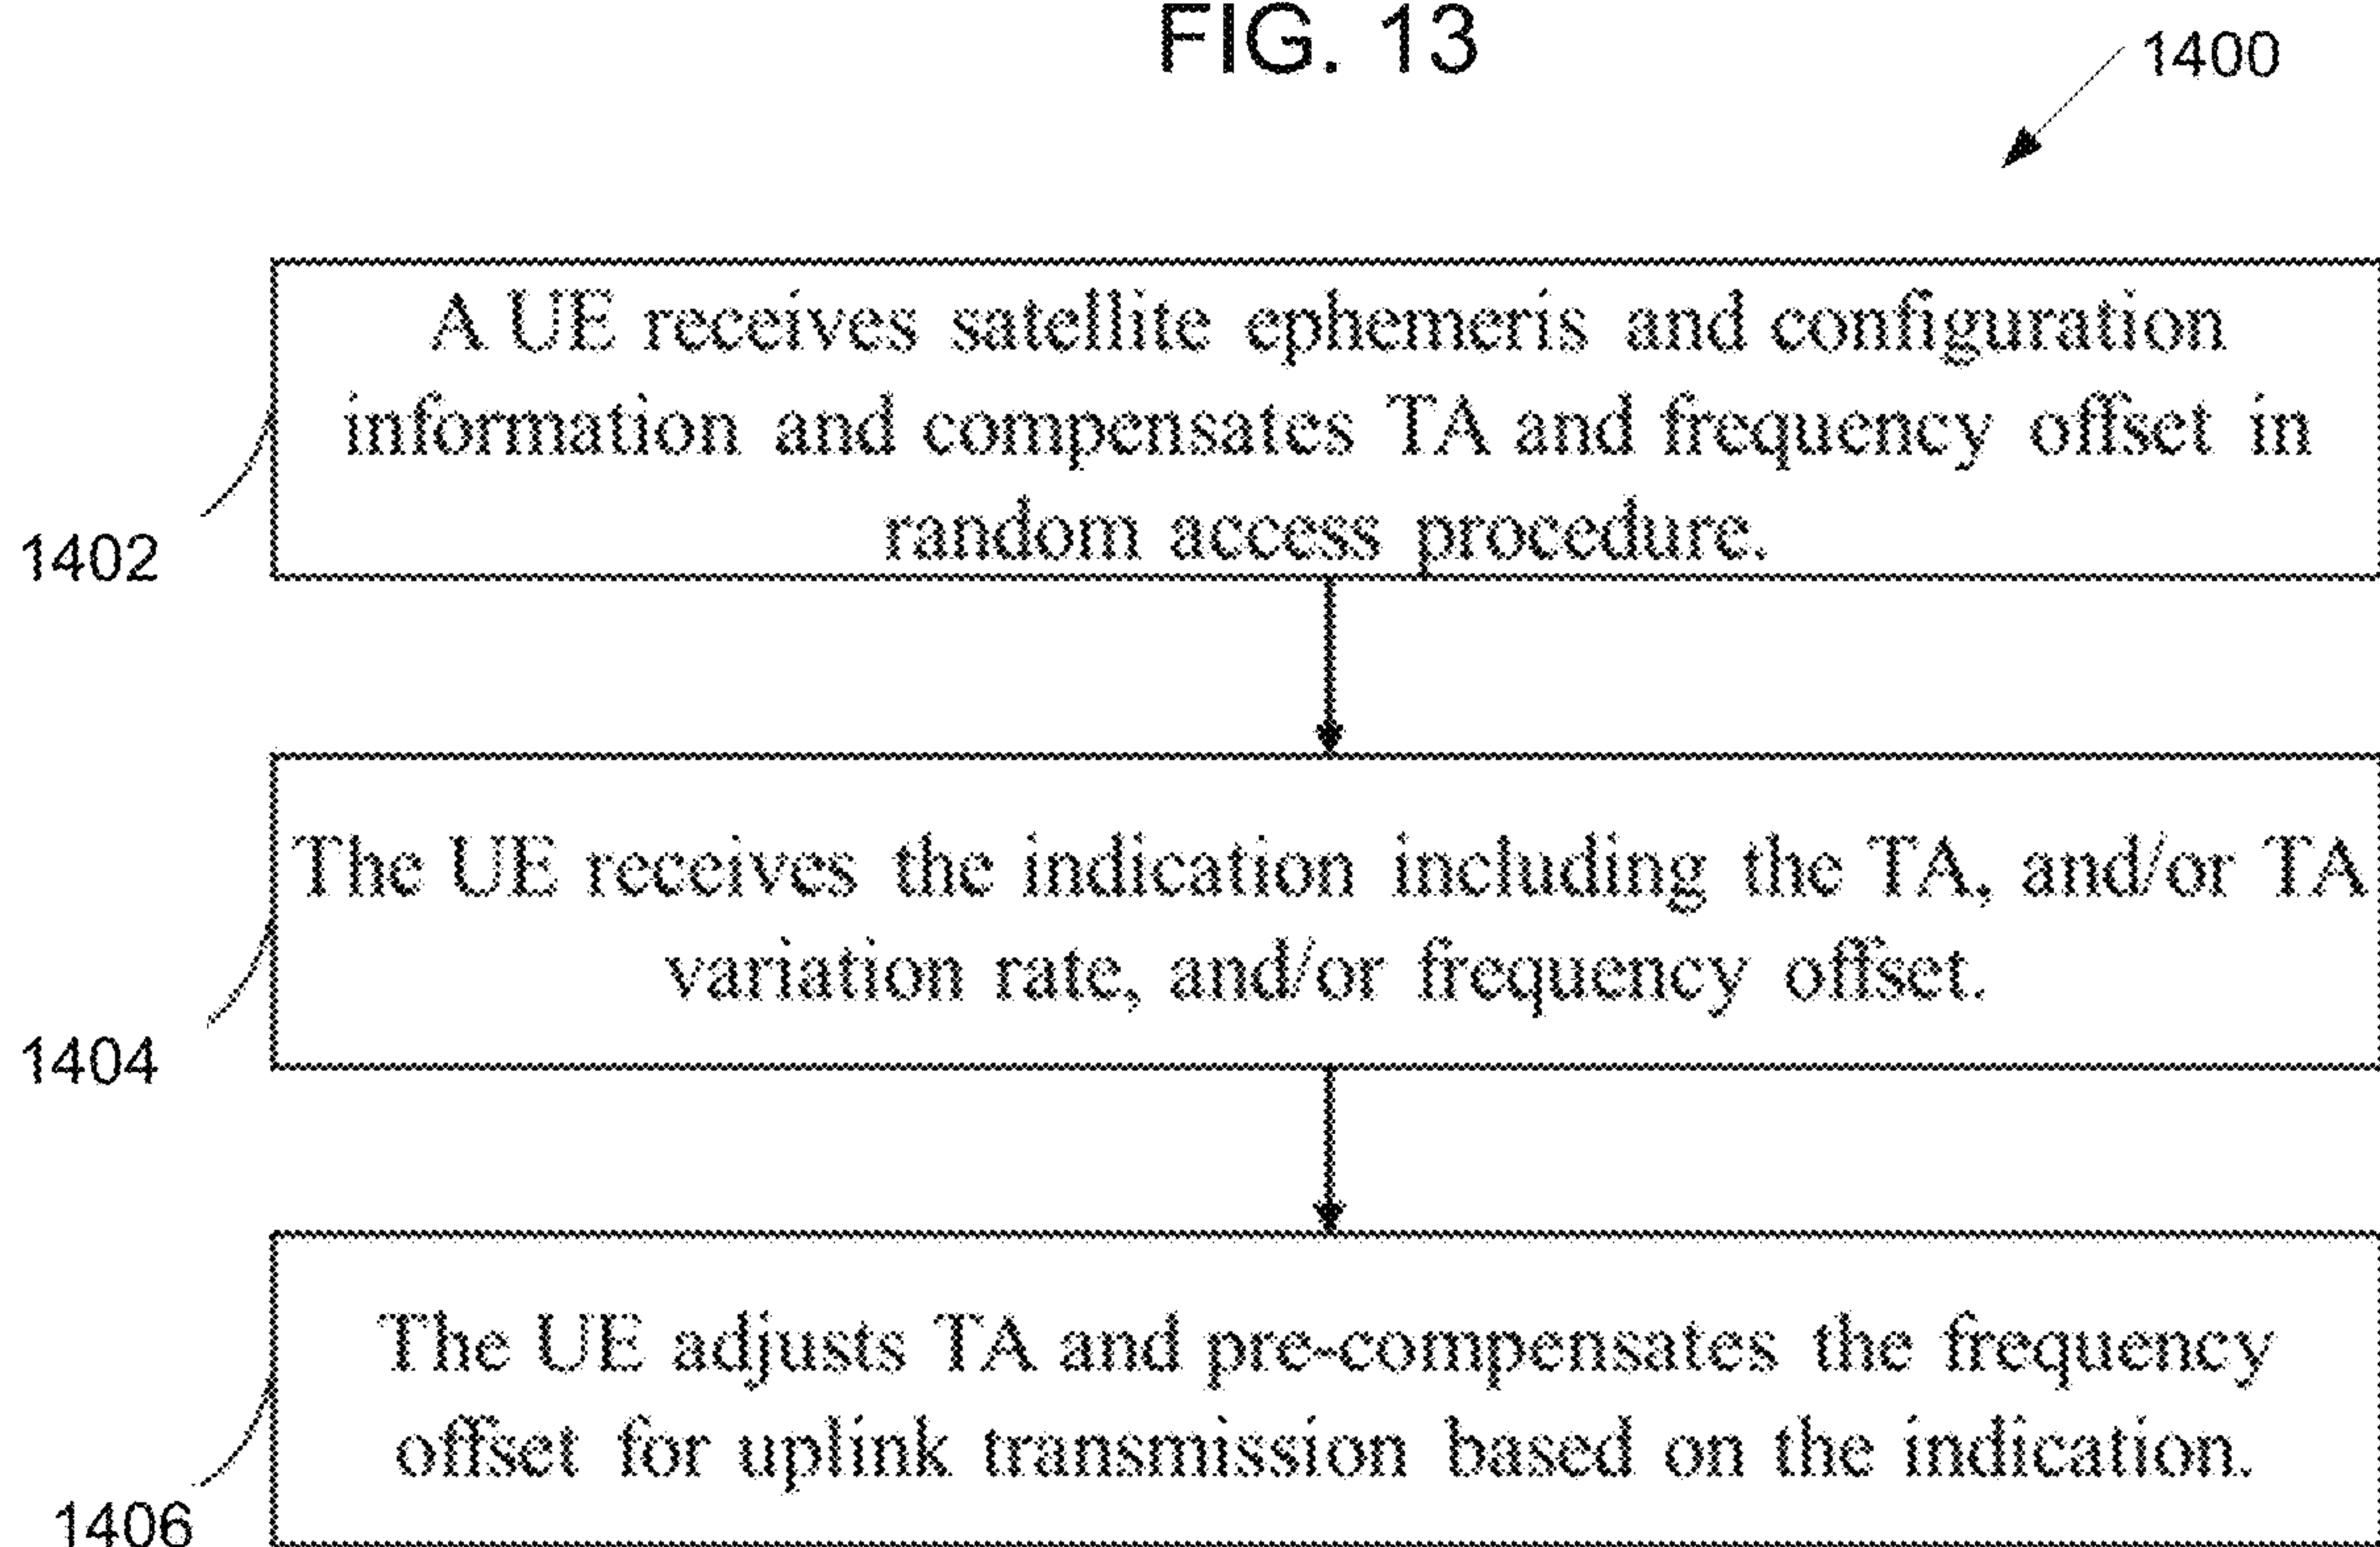 FIG. 13
1400
A UE receives satellite ephemeris and configuration
information and compensates TA and frequency offset in
random access procedure.
1402
The UE receives the indication including the TA, and/or TA
variation rate, and/or frequency offset.
1404
The UE adjusts TA and pre-compensates the frequency
offset for uplink transmission based on the indication.
1406